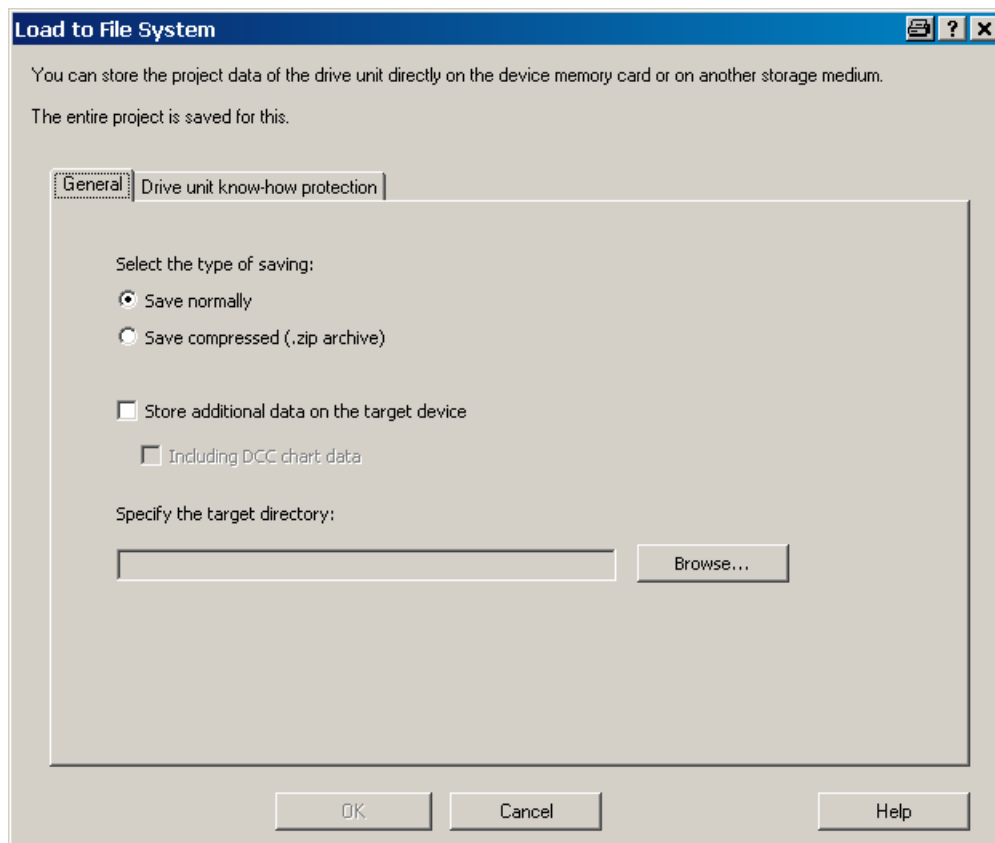 Load to File System
You can store the project data of the drive unit directly on the device memory card or on another storage medium.
The entire project is saved for this.
General
Drive unit know-how protection
Select the type of saving:
Save normally
Save compressed (.zip archive)
Store additional data on the target device
Including DCC chart data
Specify the target directory:
Browse...
OK
Cancel
Help